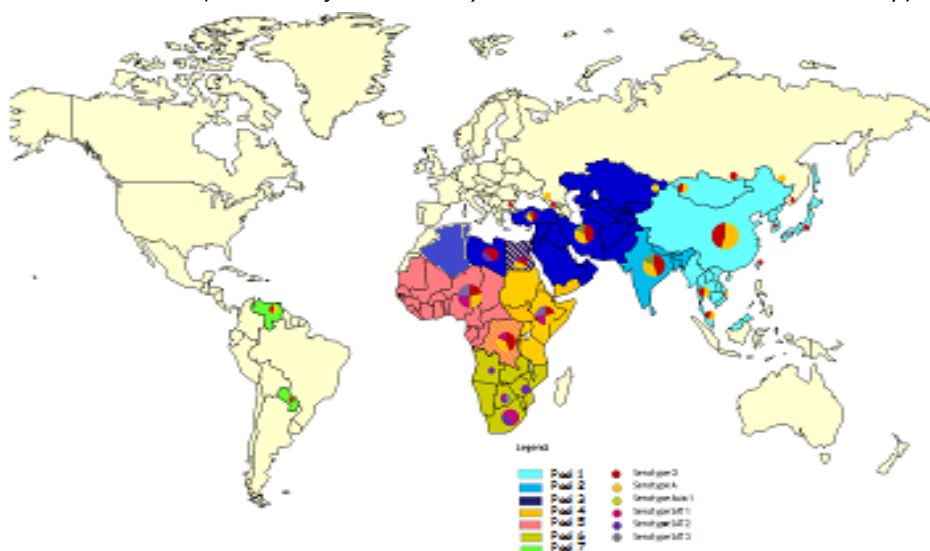 Legend
Pool 1
Pool 2
Pool 3
Pool 4
Pool 5
Pool 6
Pool 7
Serotype O
Serotype A
Serotype Asia 1
Serotype SAT 1
Serotype SAT 2
Serotype SAT 3